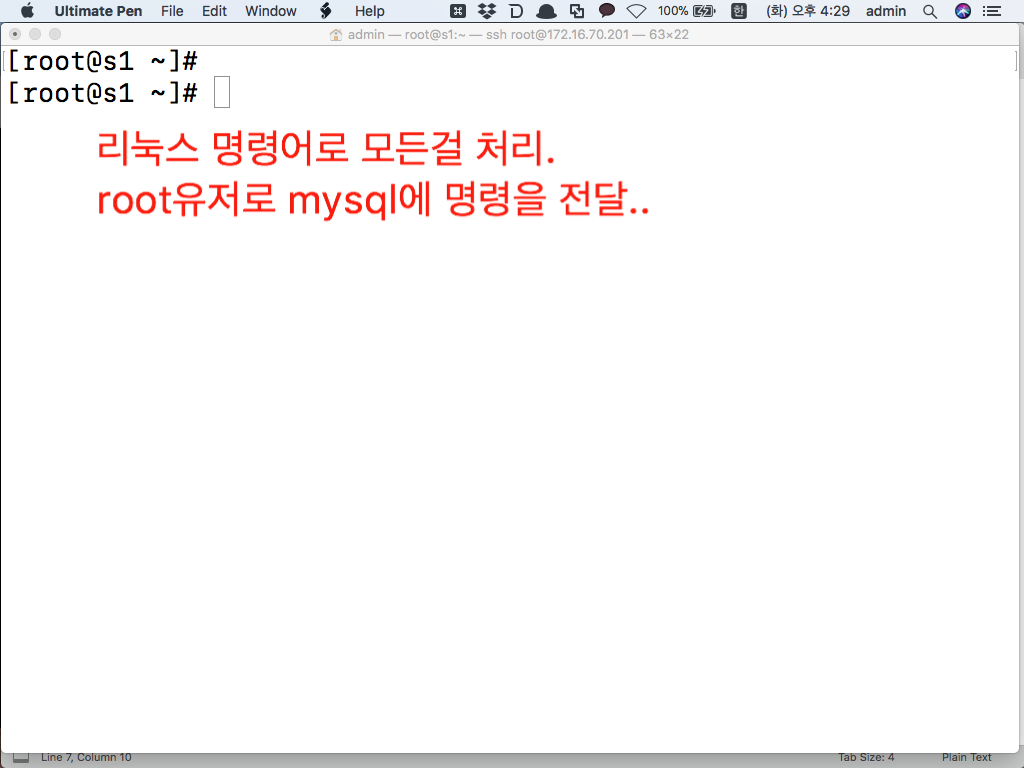 Ultimate Pen File Edit Window Help 100% 한 (화) 오후 4:29 admin
admin — root@s1:~ — ssh root@172.16.70.201 — 63×22
[root@s1 ~]#
[root@s1 ~]#
리눅스 명령어로 모든걸 처리.
root유저로 mysql에 명령을 전달..
Line 7, Column 10 Tab Size: 4 Plain Text